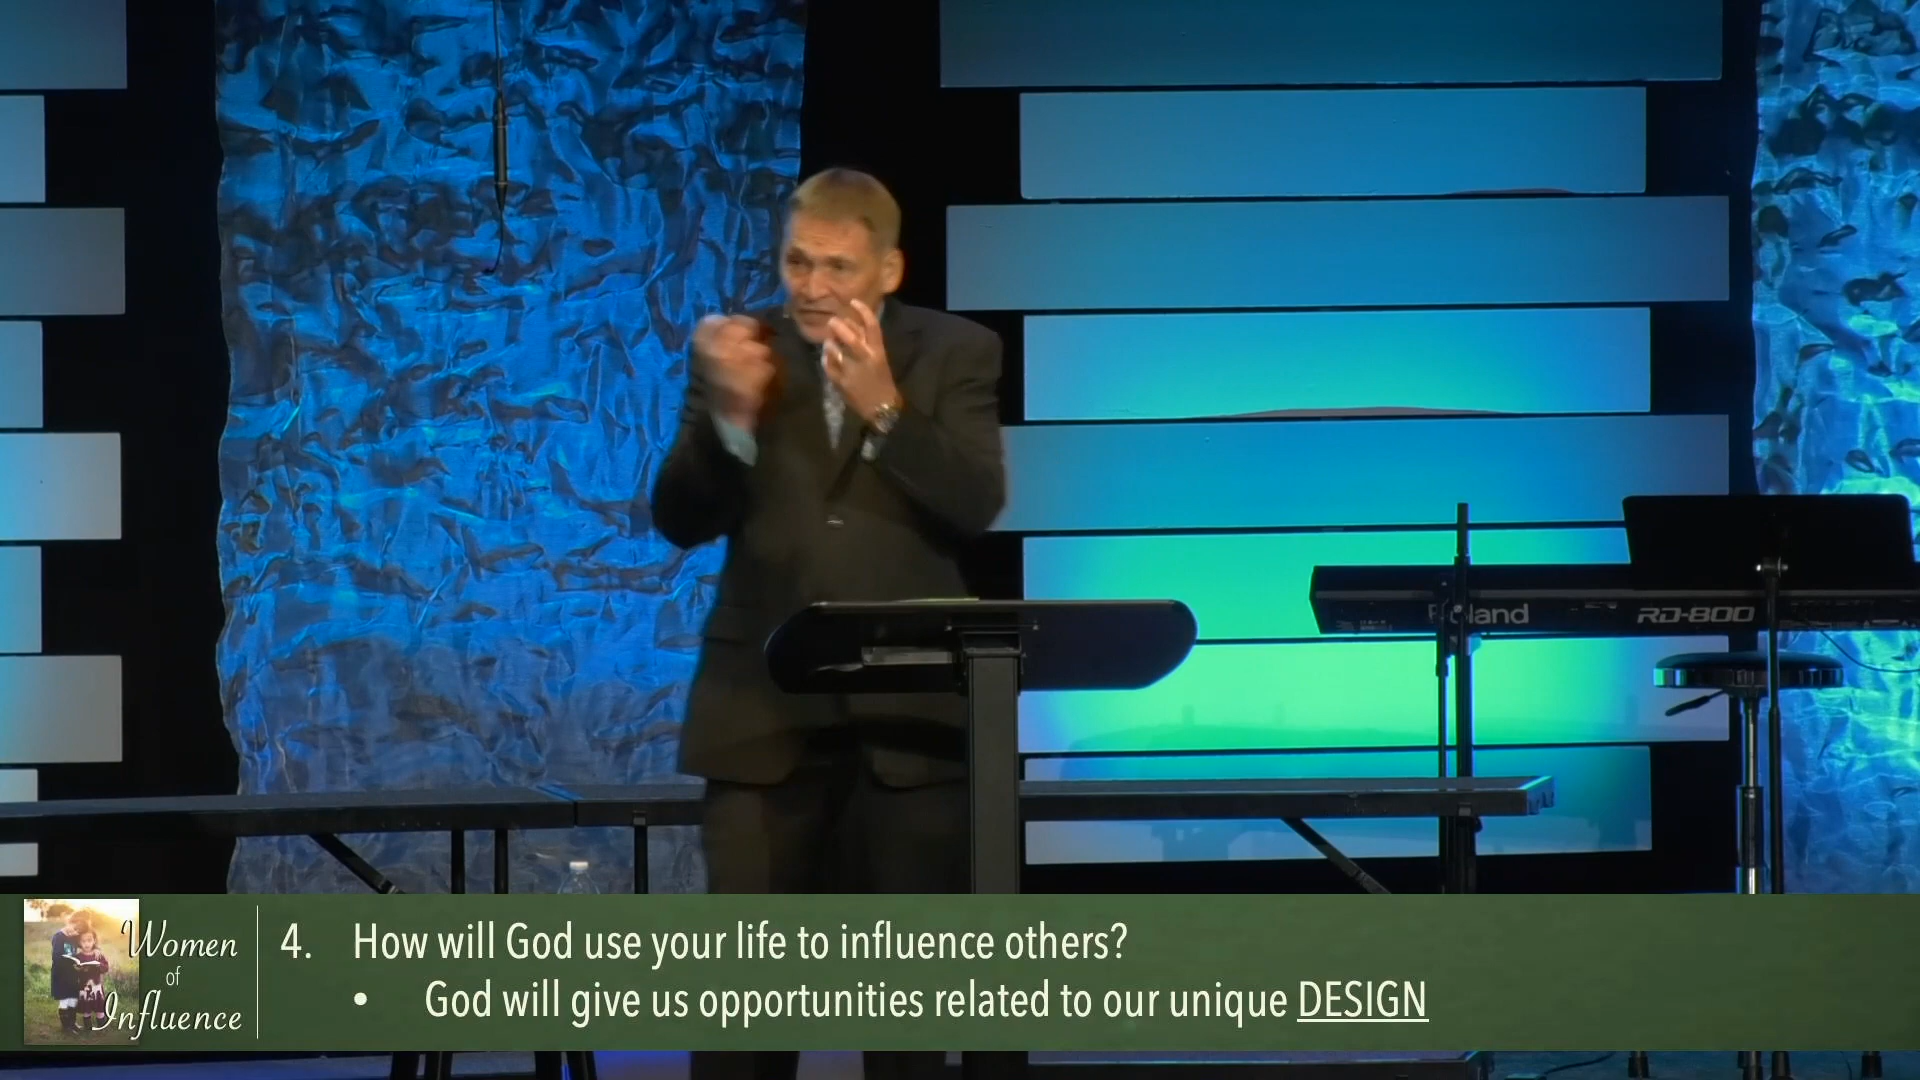 Roland
RD-800
Women
of
Influence
4. How will God use your life to influence others?
• God will give us opportunities related to our unique DESIGN